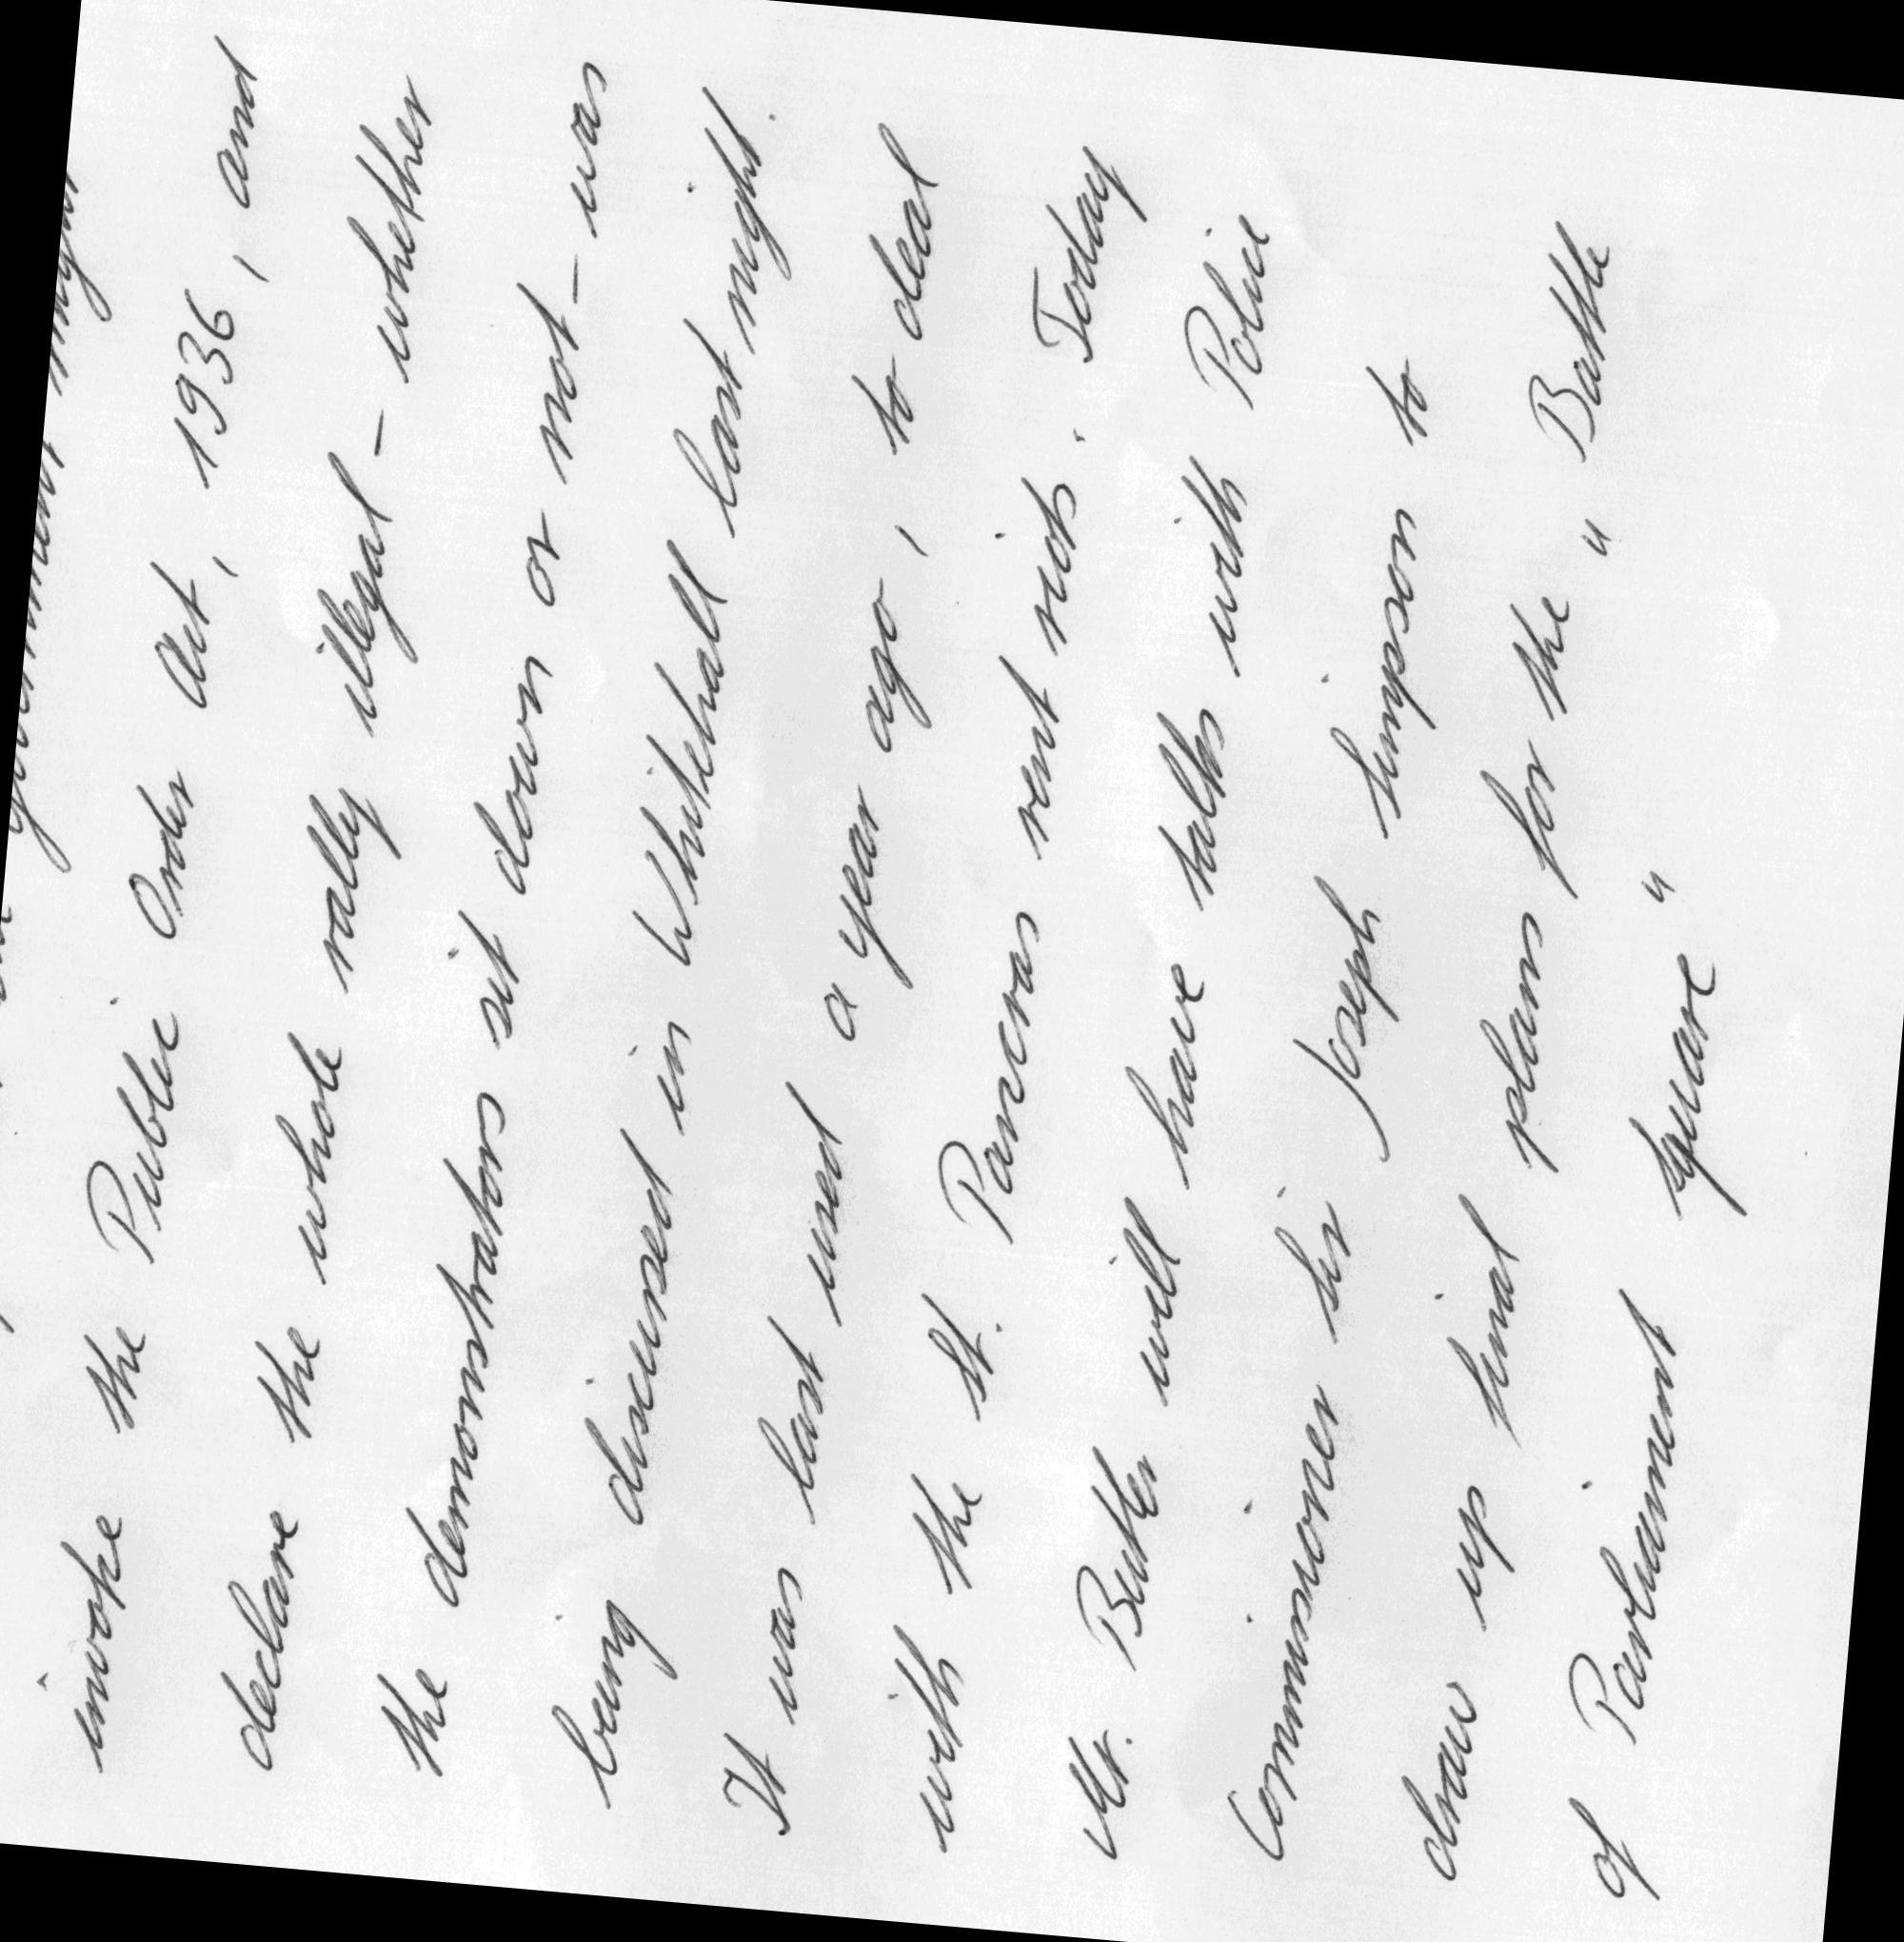 invoke the Public Order Act, 1936, and
declare the whole rally illegal - whether
the demonstrators sit down or not - was
being discussed in Whitehall last night.
It was last used a year ago, to deal
with the St. Pancras rent riots. Today
Mr. Butler will have talks with Police
Commissioner Sir Joseph Simpson to
draw up final plans for the "Battle
of Parliament Square"